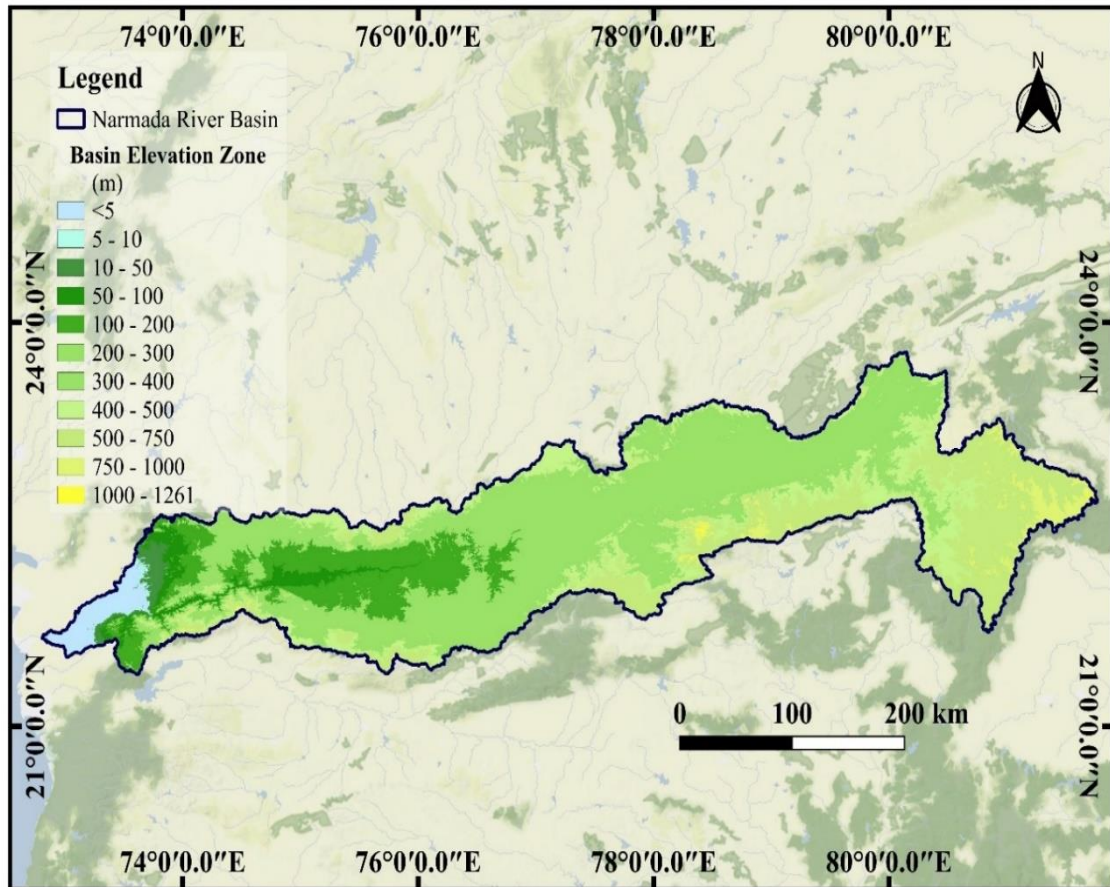 74°0'0.0"E 76°0'0.0"E 78°0'0.0"E 80°0'0.0"E
N
Legend
Narmada River Basin
Basin Elevation Zone
(m)
<5
5 - 10
10 - 50
50 - 100
100 - 200
200 - 300
300 - 400
400 - 500
500 - 750
750 - 1000
1000 - 1261
24°0'0.0"N
24°0'0.0"N
21°0'0.0"N
21°0'0.0"N
0 100 200 km
74°0'0.0"E 76°0'0.0"E 78°0'0.0"E 80°0'0.0"E